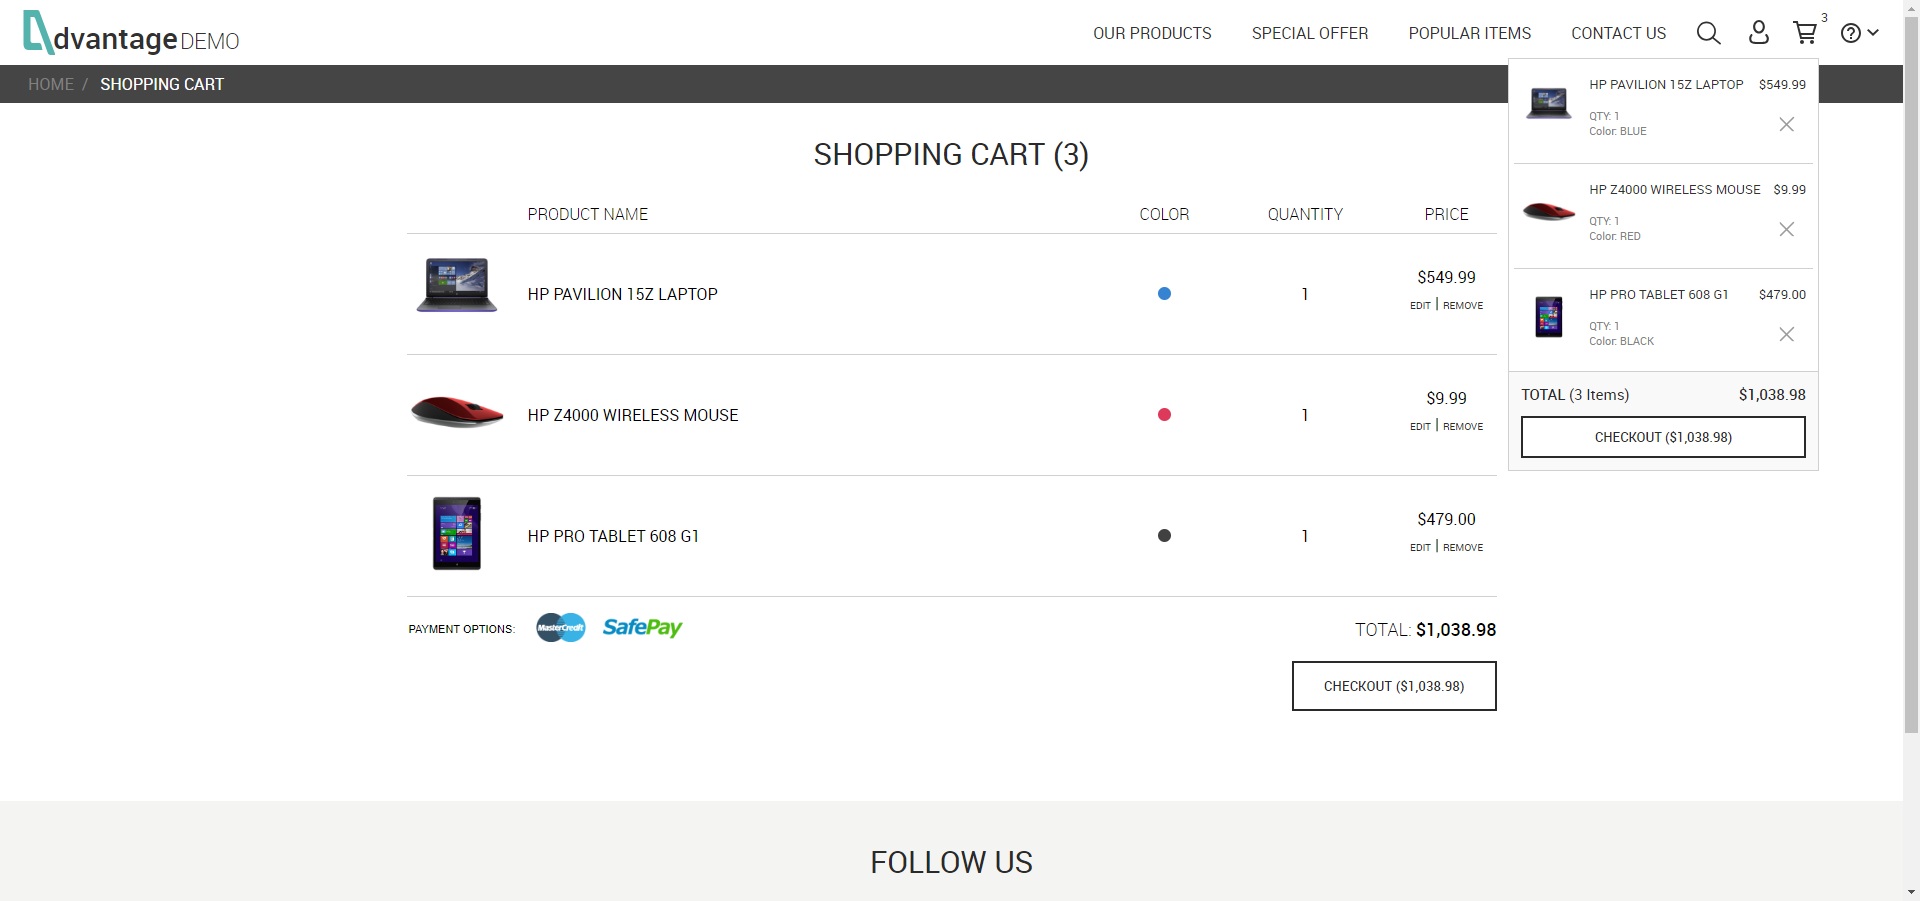 dvantage DEMO
OUR PRODUCTS SPECIAL OFFER POPULAR ITEMS CONTACT US 3
HOME / SHOPPING CART
SHOPPING CART (3)
PRODUCT NAME COLOR QUANTITY PRICE
HP PAVILION 15Z LAPTOP 1 $549.99
EDIT | REMOVE
HP Z4000 WIRELESS MOUSE 1 $9.99
EDIT | REMOVE
HP PRO TABLET 608 G1 1 $479.00
EDIT | REMOVE
PAYMENT OPTIONS: MasterCredit SafePay TOTAL: $1,038.98
CHECKOUT ($1,038.98)
HP PAVILION 15Z LAPTOP $549.99
QTY: 1
Color: BLUE
HP Z4000 WIRELESS MOUSE $9.99
QTY: 1
Color: RED
HP PRO TABLET 608 G1 $479.00
QTY: 1
Color: BLACK
TOTAL (3 Items) $1,038.98
CHECKOUT ($1,038.98)
FOLLOW US